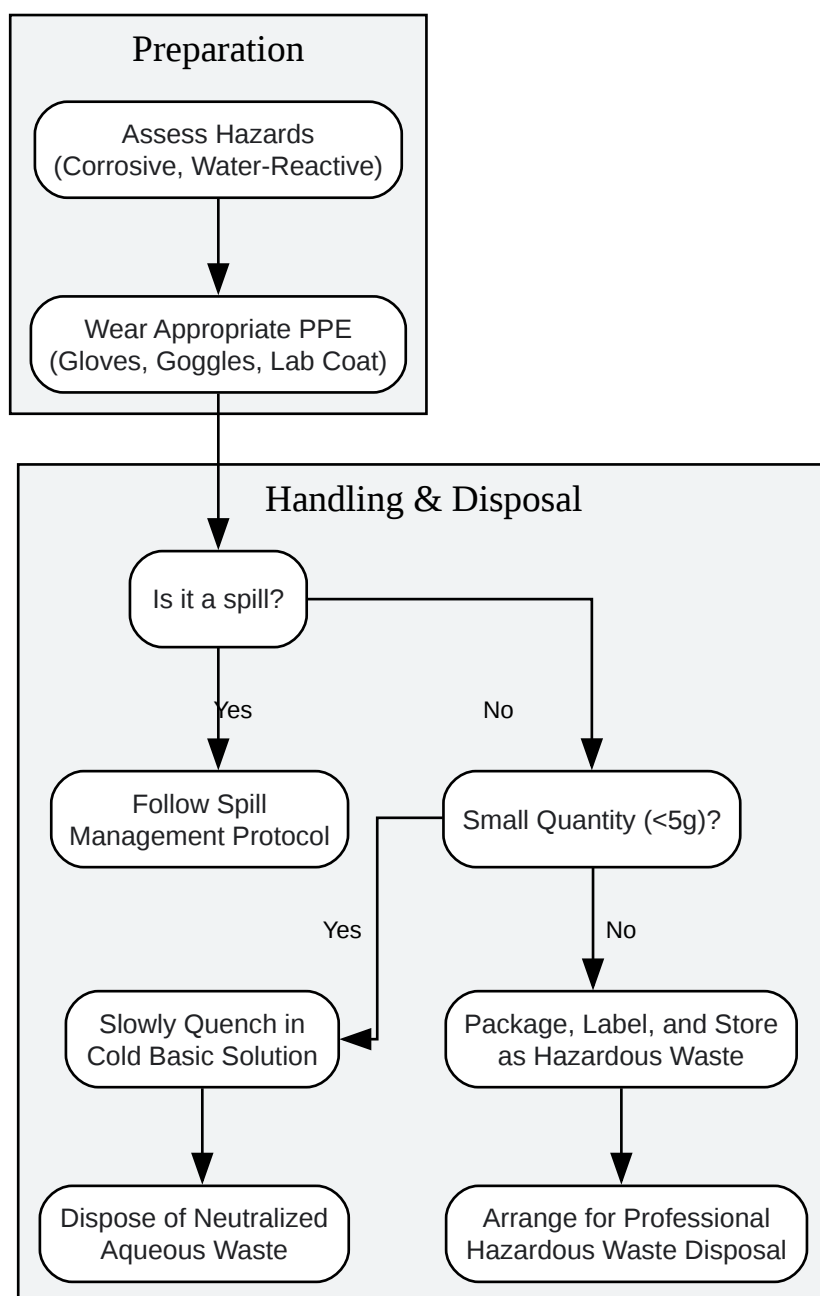 Preparation
Assess Hazards
(Corrosive, Water-Reactive)
Wear Appropriate PPE
(Gloves, Goggles, Lab Coat)
Handling & Disposal
Is it a spill?
Yes
No
Follow Spill
Management Protocol
Small Quantity (<5g)?
Yes
No
Slowly Quench in
Cold Basic Solution
Package, Label, and Store
as Hazardous Waste
Dispose of Neutralized
Aqueous Waste
Arrange for Professional
Hazardous Waste Disposal